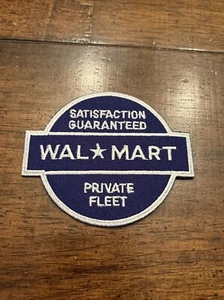 SATISFACTION
GUARANTEED
WAL★MART
PRIVATE
FLEET